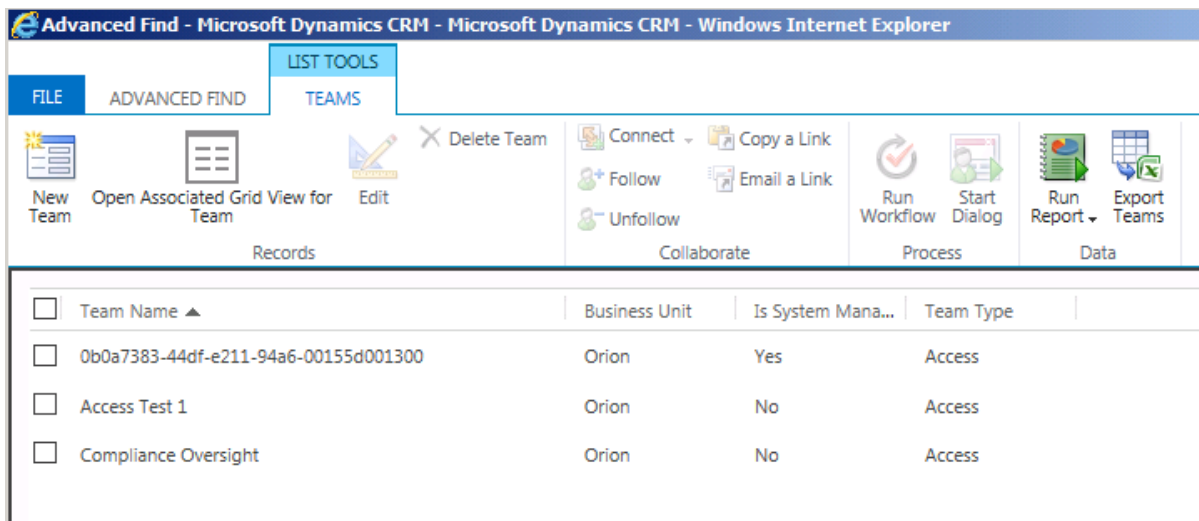 Advanced Find - Microsoft Dynamics CRM - Microsoft Dynamics CRM - Windows Internet Explorer
LIST TOOLS
FILE ADVANCED FIND TEAMS
New Team
Open Associated Grid View for Team
Edit
Delete Team
Records
Connect
Follow
Unfollow
Copy a Link
Email a Link
Collaborate
Run Workflow
Start Dialog
Process
Run Report
Export Teams
Data
Team Name Business Unit Is System Mana... Team Type
0b0a7383-44df-e211-94a6-00155d001300 Orion Yes Access
Access Test 1 Orion No Access
Compliance Oversight Orion No Access